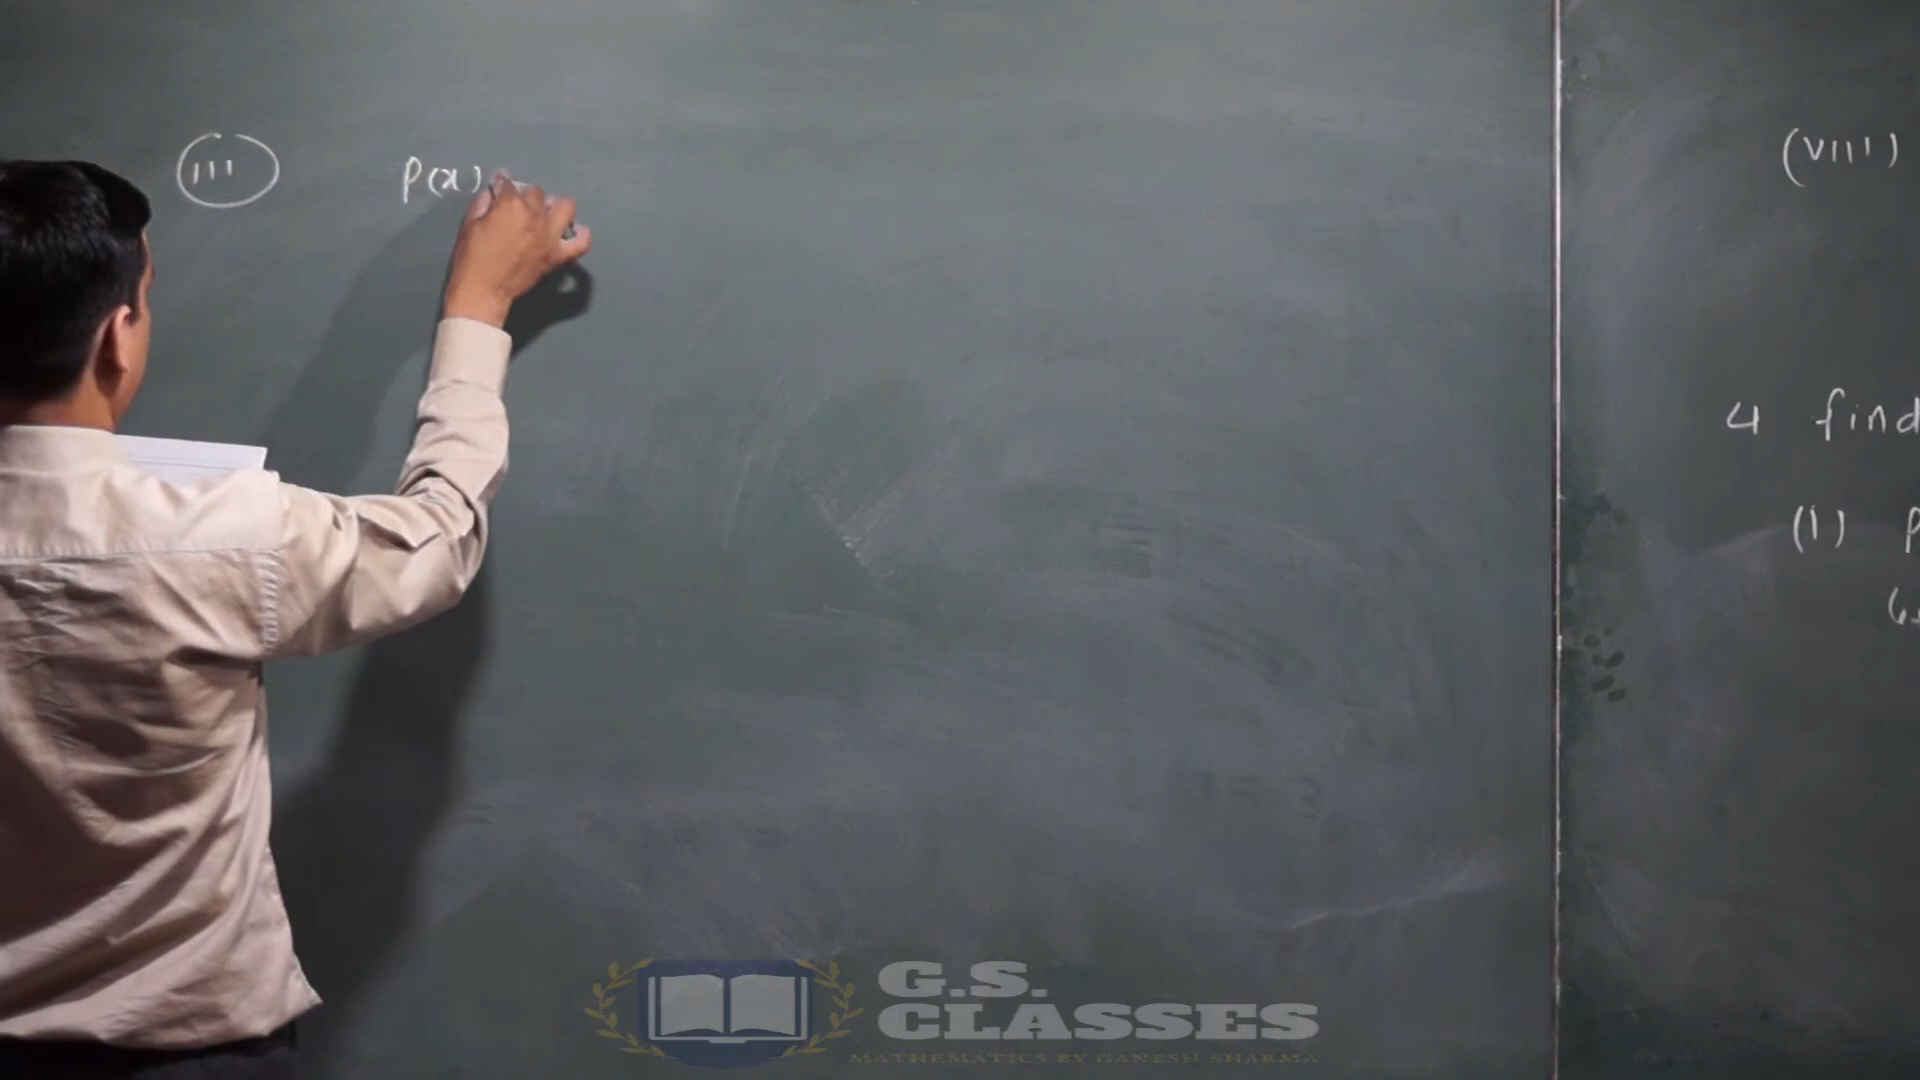 (III) P(x)
(VIII)
4 find
(I) P
G.S.
CLASSES
MATHEMATICS BY GANESH SHARMA